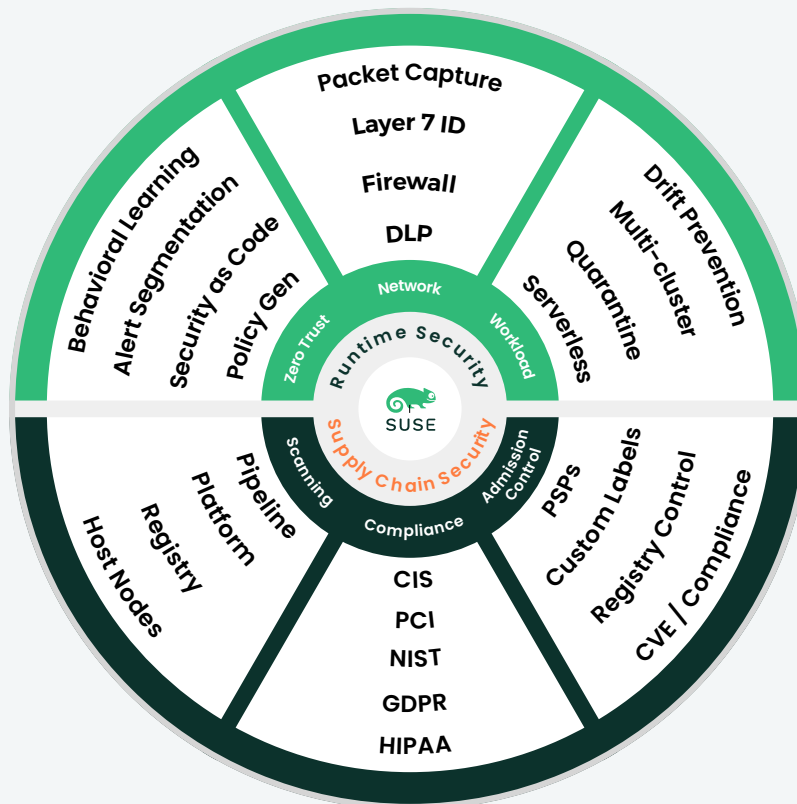 Packet Capture
Layer 7 ID
Firewall
DLP
Network
Behavioral Learning
Alert Segmentation
Security as Code
Policy Gen
Zero Trust
Drift Prevention
Multi-cluster
Quarantine
Serverless
Workload
Runtime Security
SUSE
Supply Chain Security
Scanning
Pipeline
Platform
Registry
Host Nodes
Compliance
CIS
PCI
NIST
GDPR
HIPAA
Admission
Control
PSPs
Custom Labels
Registry Control
CVE / Compliance